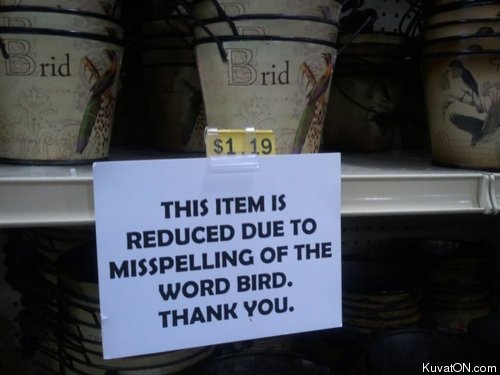 Brid
Brid
$1.19
THIS ITEM IS
REDUCED DUE TO
MISSPELLING OF THE
WORD BIRD.
THANK YOU.
KuvatON.com